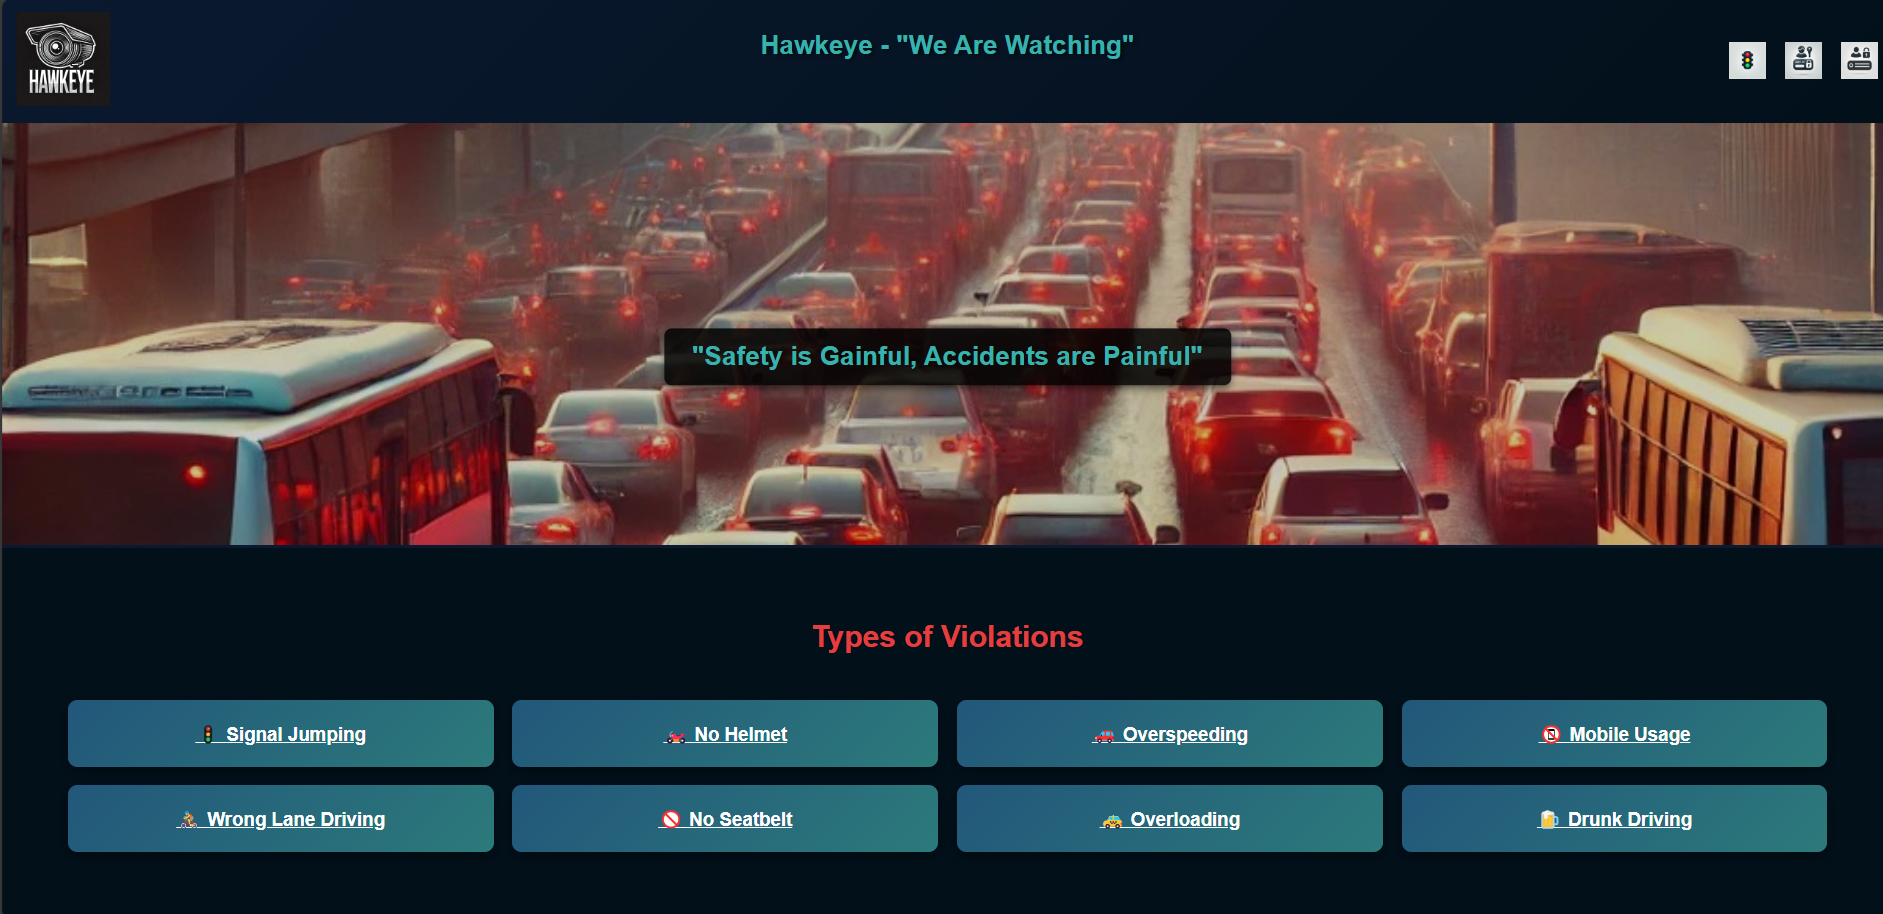 HAWKEYE
Hawkeye - "We Are Watching"
"Safety is Gainful, Accidents are Painful"
Types of Violations
Signal Jumping
No Helmet
Overspeeding
Mobile Usage
Wrong Lane Driving
No Seatbelt
Overloading
Drunk Driving